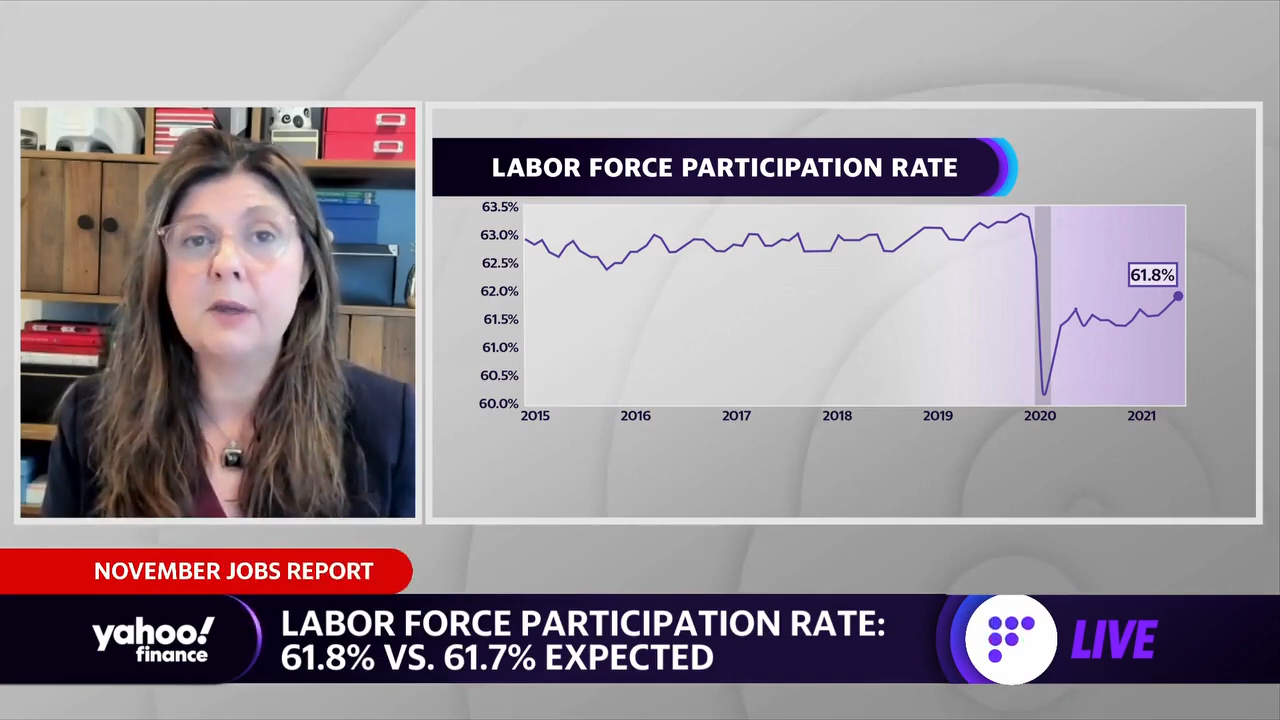 LABOR FORCE PARTICIPATION RATE
63.5%
63.0%
62.5%
62.0%
61.5%
61.0%
60.5%
60.0%
61.8%
2015 2016 2017 2018 2019 2020 2021
NOVEMBER JOBS REPORT
yahoo!
finance
LABOR FORCE PARTICIPATION RATE:
61.8% VS. 61.7% EXPECTED
LIVE